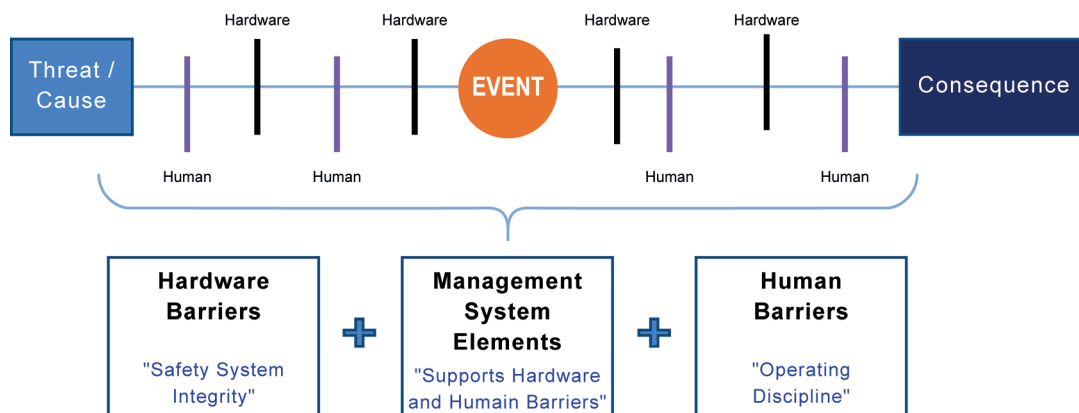 Hardware
Hardware
Hardware
Hardware
Threat /
Cause
EVENT
Consequence
Human
Human
Human
Human
Hardware
Barriers
"Safety System
Integrity"
Management
System
Elements
"Supports Hardware
and Humain Barriers"
Human
Barriers
"Operating
Discipline"